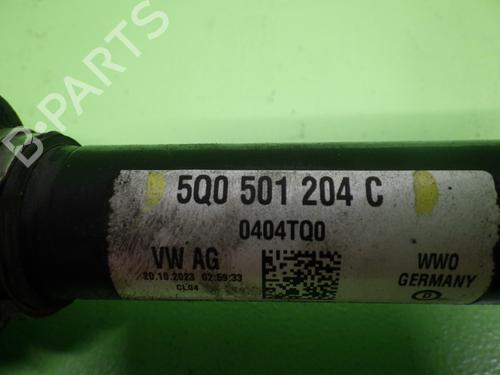 B-PARTS
5Q0 501 204 C
0404TQ0
VW AG
20.10.2023 02:59:33
CL04
WWO
GERMANY
D